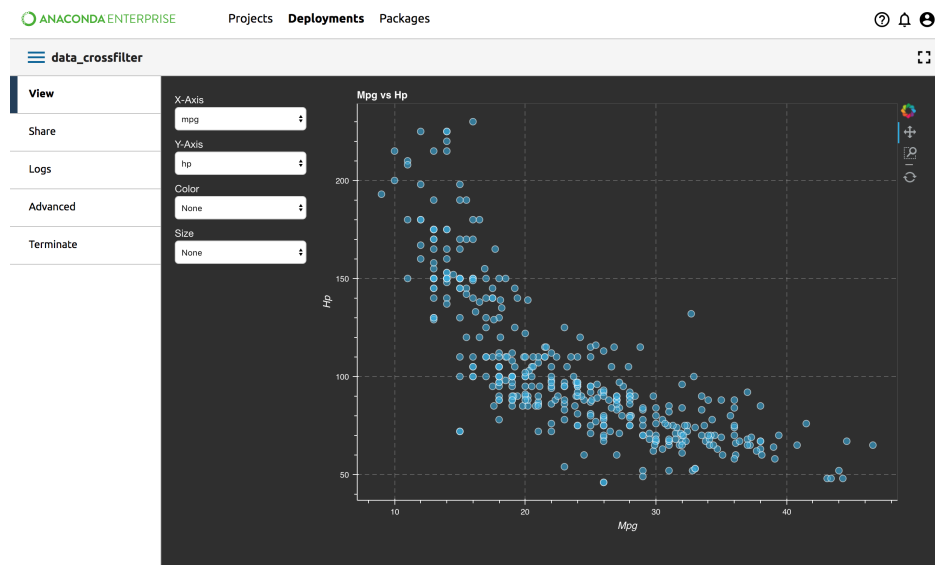 ANACONDA ENTERPRISE
Projects Deployments Packages
data_crossfilter
View
Share
Logs
Advanced
Terminate
X-Axis
mpg
Y-Axis
hp
Color
None
Size
None
Mpg vs Hp
200
150
100
50
Hp
10 20 30 40
Mpg